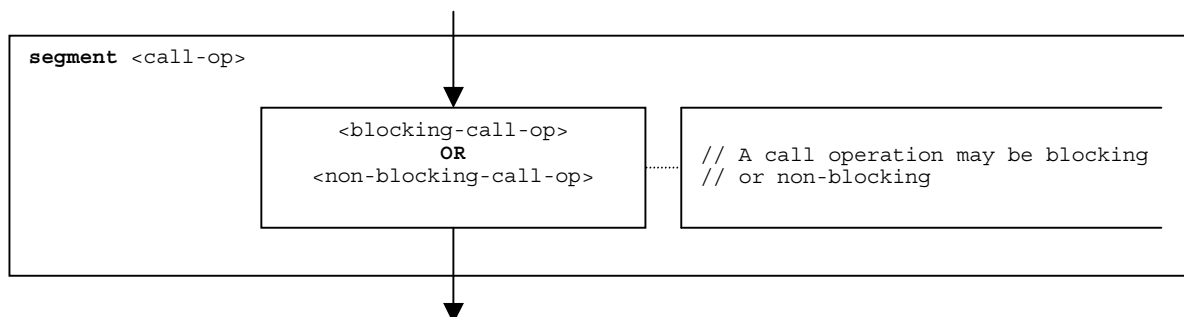 segment <call-op>
<blocking-call-op>
OR
<non-blocking-call-op>
// A call operation may be blocking
// or non-blocking